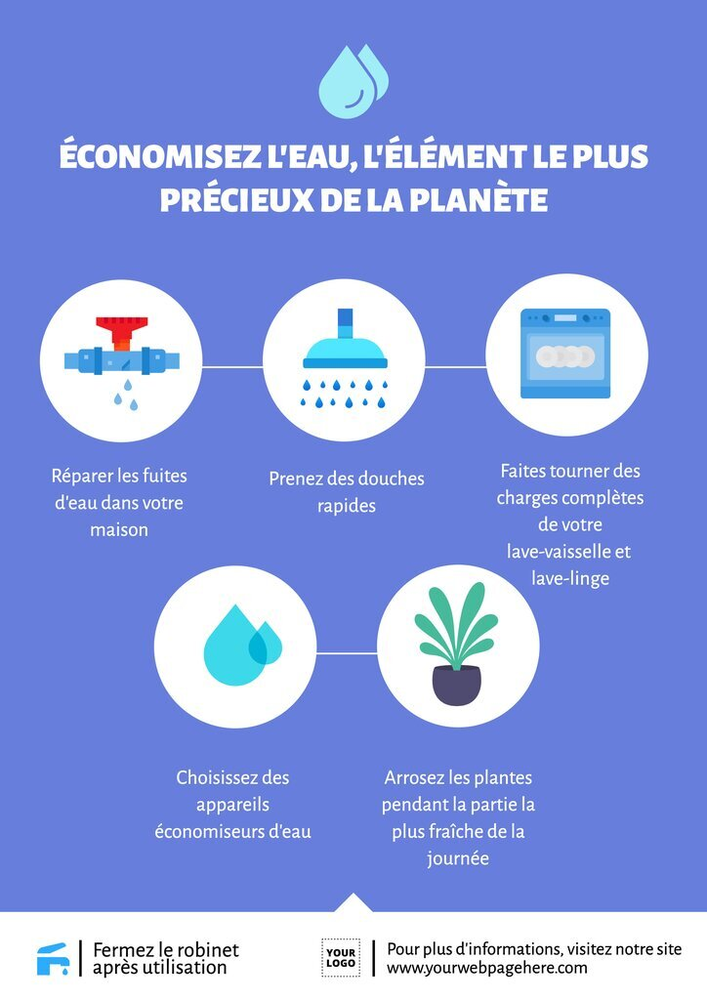 ÉCONOMISEZ L'EAU, L'ÉLÉMENT LE PLUS
PRÉCIEUX DE LA PLANÈTE
Réparer les fuites
d'eau dans votre
maison
Prenez des douches
rapides
Faites tourner des
charges complètes
de votre
lave-vaisselle et
lave-linge
Choisissez des
appareils
économiseurs d'eau
Arrosez les plantes
pendant la partie la
plus fraîche de la
journée
Fermez le robinet
après utilisation
YOUR
LOGO
Pour plus d'informations, visitez notre site
www.yourwebpagehere.com